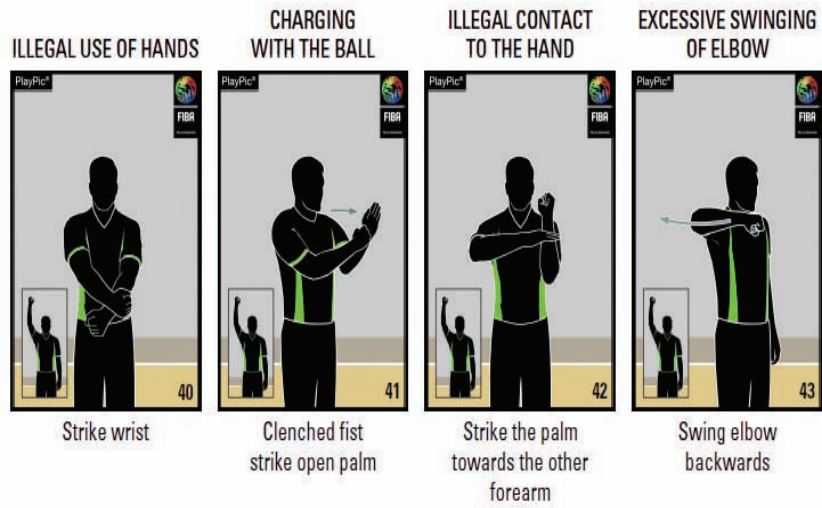 ILLEGAL USE OF HANDS
CHARGING
WITH THE BALL
ILLEGAL CONTACT
TO THE HAND
EXCESSIVE SWINGING
OF ELBOW
PlayPic®
FIBA
40
PlayPic®
FIBA
41
PlayPic®
FIBA
42
PlayPic®
FIBA
43
Strike wrist
Clenched fist
strike open palm
Strike the palm
towards the other
forearm
Swing elbow
backwards